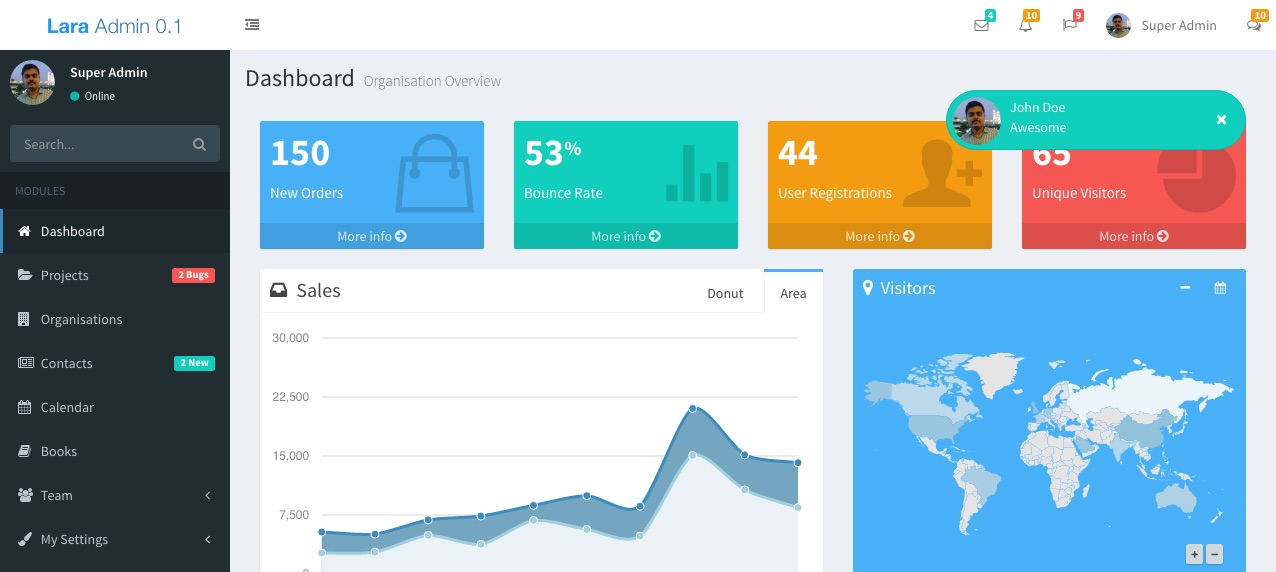 Lara Admin 0.1
4
10
9
Super Admin
10
Super Admin
Online
Search...
MODULES
Dashboard
Projects
2 Bugs
Organisations
Contacts
2 New
Calendar
Books
Team
My Settings
Dashboard Organisation Overview
John Doe
Awesome
150
New Orders
More info
53%
Bounce Rate
More info
44
User Registrations
More info
65
Unique Visitors
More info
Sales
Donut
Area
30,000
22,500
15,000
7,500
0
Visitors
+
−